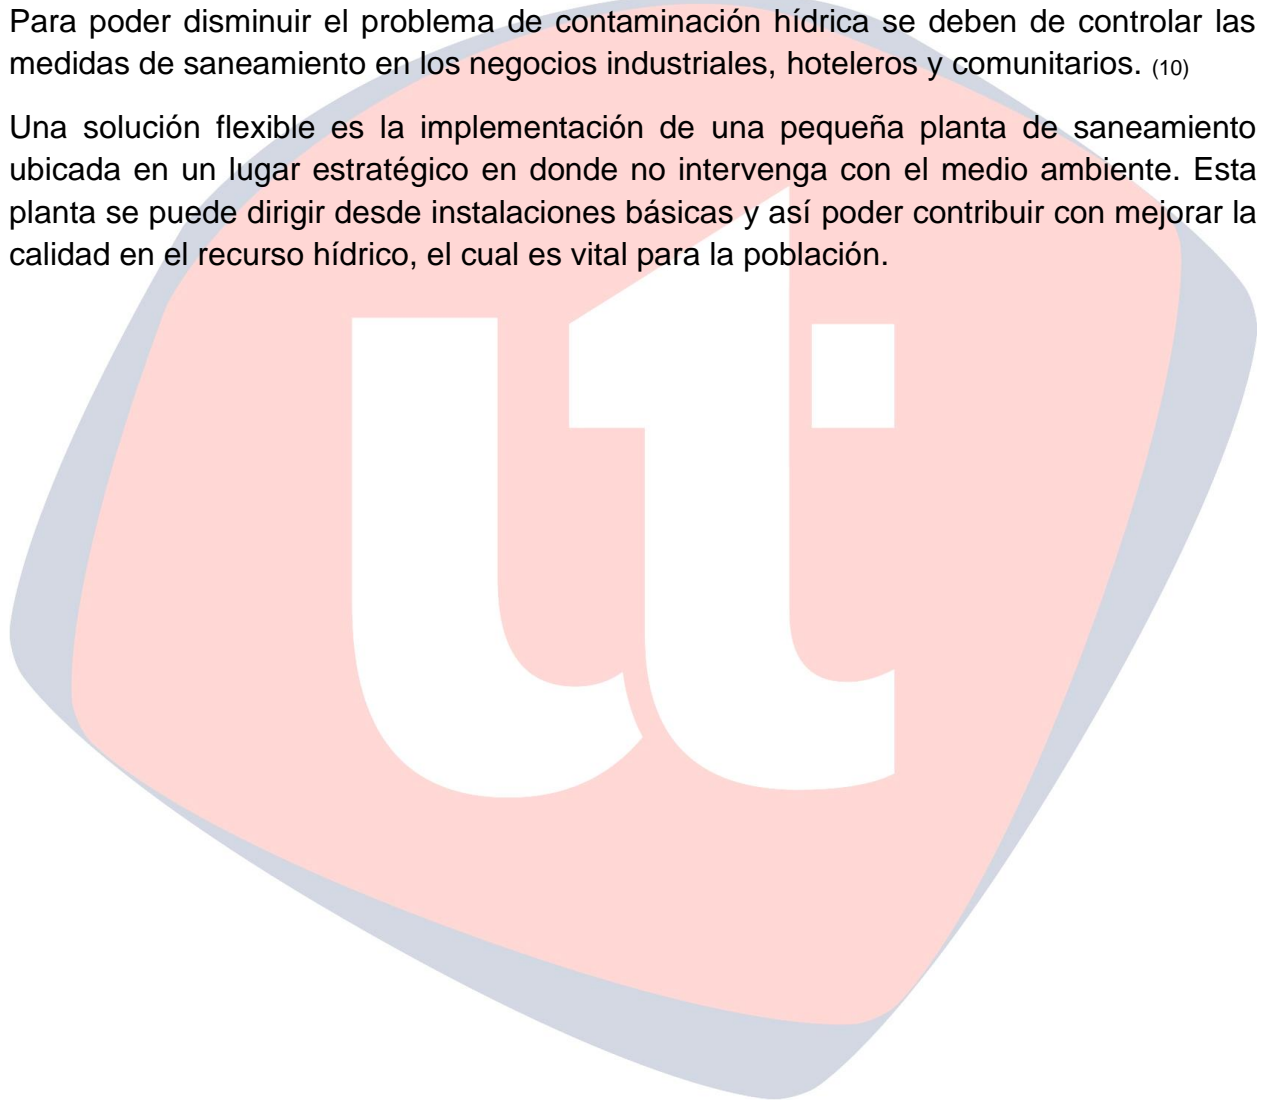 Para poder disminuir el problema de contaminación hídrica se deben de controlar las
medidas de saneamiento en los negocios industriales, hoteleros y comunitarios. (10)
Una solución flexible es la implementación de una pequeña planta de saneamiento
ubicada en un lugar estratégico en donde no intervenga con el medio ambiente. Esta
planta se puede dirigir desde instalaciones básicas y así poder contribuir con mejorar la
calidad en el recurso hídrico, el cual es vital para la población.